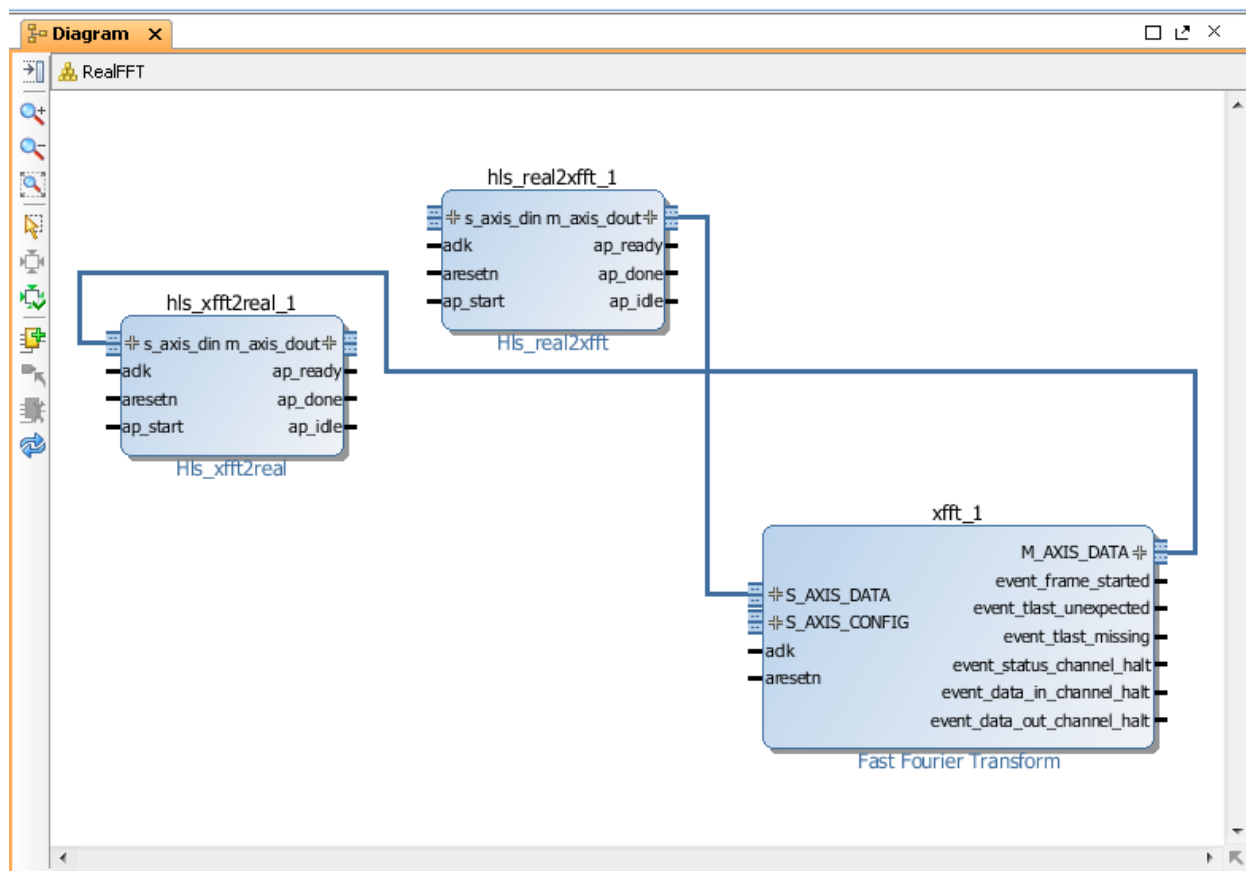 Diagram X
RealFFT
hls_real2xfft_1
s_axis_din m_axis_dout
aclk ap_ready
aresetn ap_done
ap_start ap_idle
Hls_real2xfft
hls_xfft2real_1
s_axis_din m_axis_dout
aclk ap_ready
aresetn ap_done
ap_start ap_idle
Hls_xfft2real
xfft_1
M_AXIS_DATA
event_frame_started
S_AXIS_DATA
event_tlast_unexpected
S_AXIS_CONFIG
event_tlast_missing
aclk
event_status_channel_halt
aresetn
event_data_in_channel_halt
event_data_out_channel_halt
Fast Fourier Transform